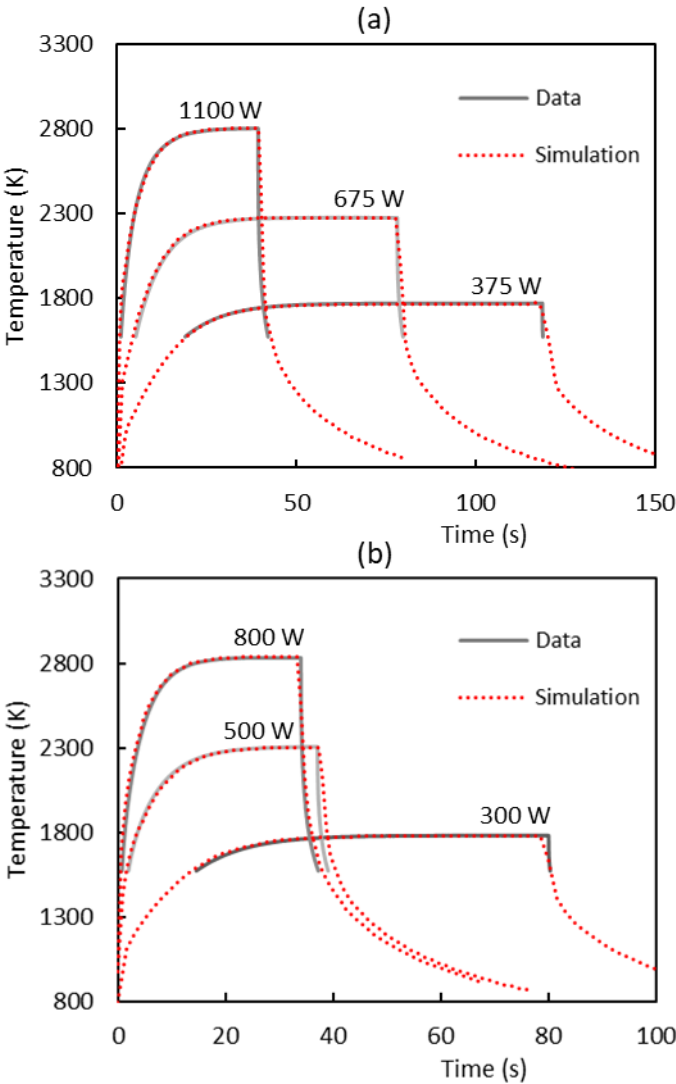 (a)
3300
2800
2300
1800
1300
800
Temperature (K)
1100 W
675 W
375 W
Data
Simulation
0
50
100
150
Time (s)
(b)
3300
2800
2300
1800
1300
800
Temperature (K)
800 W
500 W
300 W
Data
Simulation
0
20
40
60
80
100
Time (s)